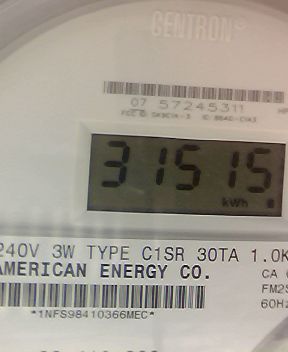 CENTRON®
07 57245311
31515
kWh
240V 3W TYPE C1SR 30TA 1.0K
AMERICAN ENERGY CO.
CA
FM2S
60Hz
*1NFS98410366MEC*